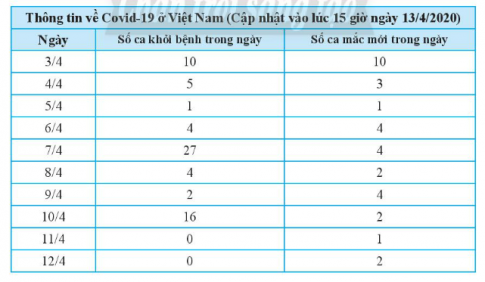 Thông tin về Covid-19 ở Việt Nam (Cập nhật vào lúc 15 giờ ngày 13/4/2020)
Ngày Số ca khỏi bệnh trong ngày Số ca mắc mới trong ngày
3/4 10 10
4/4 5 3
5/4 1 1
6/4 4 4
7/4 27 4
8/4 4 2
9/4 2 4
10/4 16 2
11/4 0 1
12/4 0 2